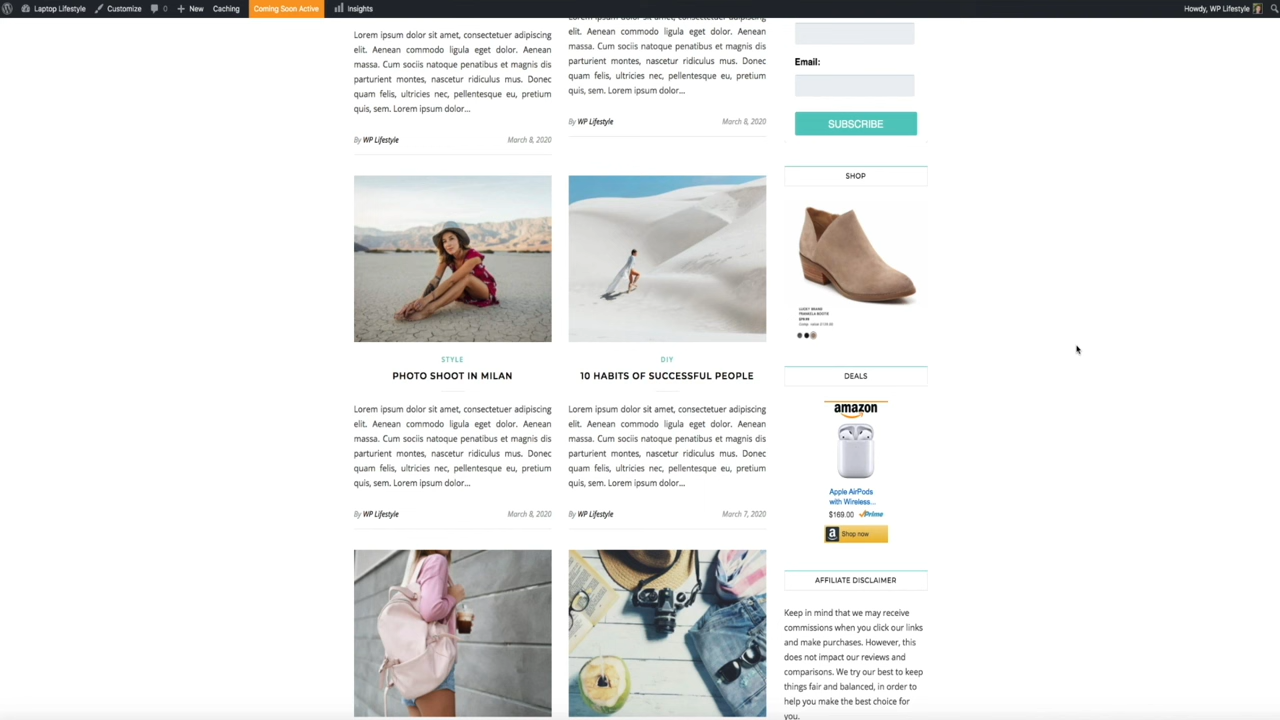 Laptop Lifestyle Customize 0 New Caching Coming Soon Active Insights Howdy, WP Lifestyle
Lorem ipsum dolor sit amet, consectetuer adipiscing
elit. Aenean commodo ligula eget dolor. Aenean
massa. Cum sociis natoque penatibus et magnis dis
parturient montes, nascetur ridiculus mus. Donec
quam felis, ultricies nec, pellentesque eu, pretium
quis, sem. Lorem ipsum dolor...
By WP Lifestyle March 8, 2020
Lorem ipsum dolor sit amet, consectetuer adipiscing
elit. Aenean commodo ligula eget dolor. Aenean
massa. Cum sociis natoque penatibus et magnis dis
parturient montes, nascetur ridiculus mus. Donec
quam felis, ultricies nec, pellentesque eu, pretium
quis, sem. Lorem ipsum dolor...
By WP Lifestyle March 8, 2020
STYLE
PHOTO SHOOT IN MILAN
Lorem ipsum dolor sit amet, consectetuer adipiscing
elit. Aenean commodo ligula eget dolor. Aenean
massa. Cum sociis natoque penatibus et magnis dis
parturient montes, nascetur ridiculus mus. Donec
quam felis, ultricies nec, pellentesque eu, pretium
quis, sem. Lorem ipsum dolor...
By WP Lifestyle March 8, 2020
DIY
10 HABITS OF SUCCESSFUL PEOPLE
Lorem ipsum dolor sit amet, consectetuer adipiscing
elit. Aenean commodo ligula eget dolor. Aenean
massa. Cum sociis natoque penatibus et magnis dis
parturient montes, nascetur ridiculus mus. Donec
quam felis, ultricies nec, pellentesque eu, pretium
quis, sem. Lorem ipsum dolor...
By WP Lifestyle March 7, 2020
Email:
SUBSCRIBE
SHOP
LUCKY BRAND
DEALS
amazon
Apple AirPods
with Wireless...
$169.00 Prime
a Shop now
AFFILIATE DISCLAIMER
Keep in mind that we may receive
commissions when you click our links
and make purchases. However, this
does not impact our reviews and
comparisons. We try our best to keep
things fair and balanced, in order to
help you make the best choice for
you.